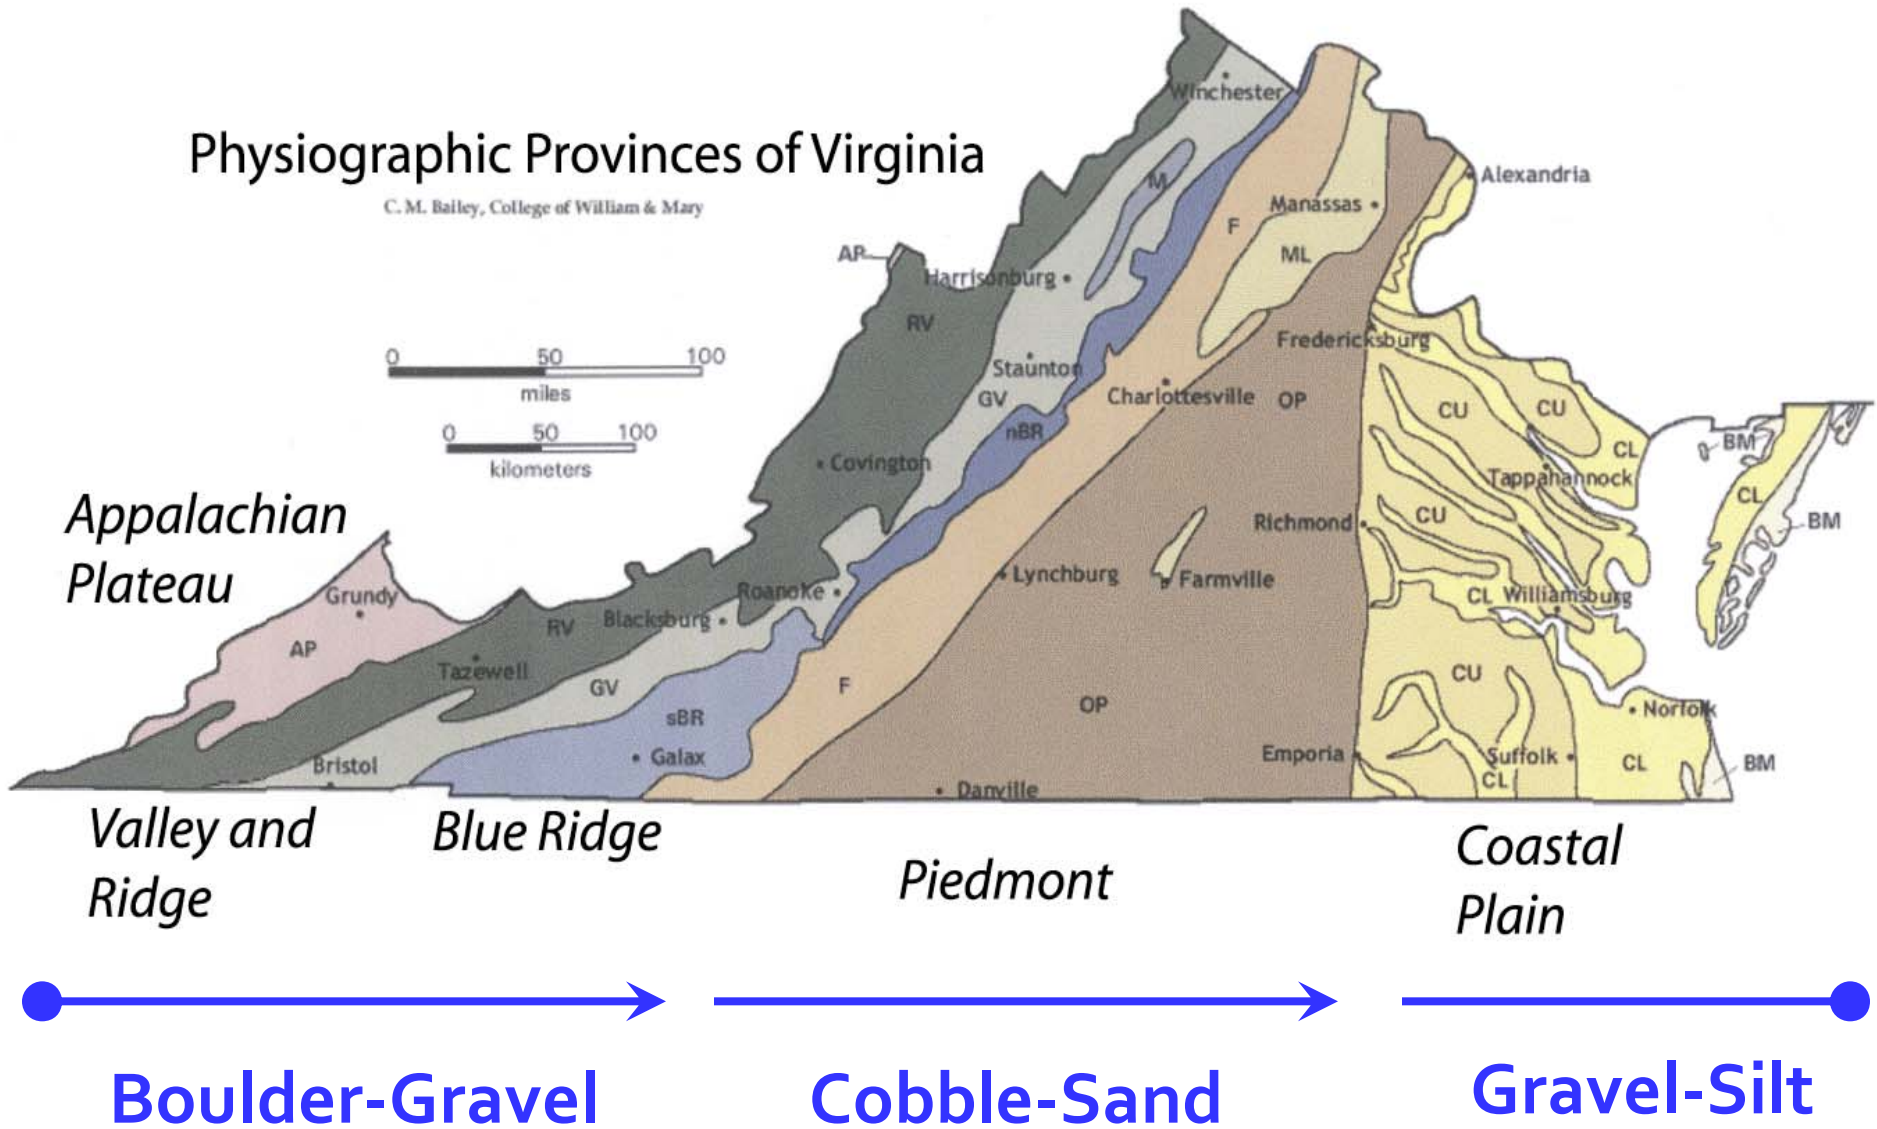 Physiographic Provinces of Virginia
C. M. Bailey, College of William & Mary
Winchester
Alexandria
M
Manassas
F
ML
AP
Harrisonburg
RV
Fredericksburg
0 50 100
miles
Staunton
GV
Charlottesville
OP
CU
CU
CL
BM
nBR
0 50 100
kilometers
Covington
Tappahannock
CL
BM
CU
Richmond
Appalachian
Plateau
Grundy
Roanoke
Lynchburg
Farmville
CL
Williamsburg
AP
RV
Blacksburg
Tazewell
GV
F
CU
sBR
OP
Norfolk
Bristol
Galax
Emporia
Suffolk
CL
CL
BM
Danville
Valley and
Ridge
Blue Ridge
Piedmont
Coastal
Plain
Boulder-Gravel
Cobble-Sand
Gravel-Silt